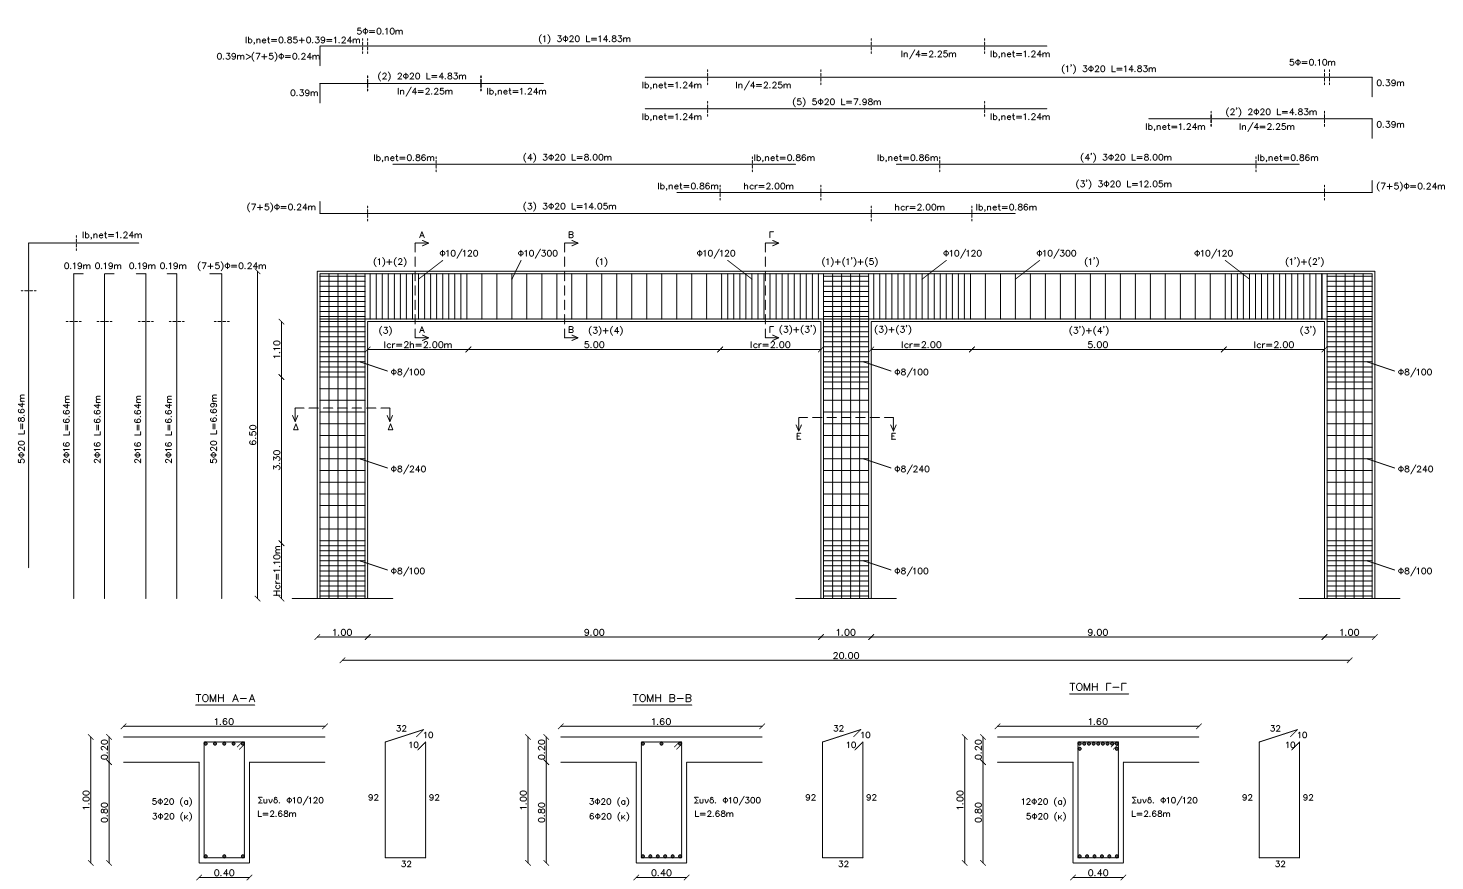 5Φ=0.10m
lb,net=0.85+0.39=1.24m
(1) 3Φ20 L=14.83m
0.39m>(7+5)Φ=0.24m
ln/4=2.25m
lb,net=1.24m
5Φ=0.10m
(2) 2Φ20 L=4.83m
(1') 3Φ20 L=14.83m
0.39m
ln/4=2.25m
lb,net=1.24m
lb,net=1.24m
ln/4=2.25m
0.39m
(5) 5Φ20 L=7.98m
lb,net=1.24m
lb,net=1.24m
(2') 2Φ20 L=4.83m
lb,net=1.24m
ln/4=2.25m
0.39m
lb,net=0.86m
(4) 3Φ20 L=8.00m
lb,net=0.86m
lb,net=0.86m
(4') 3Φ20 L=8.00m
lb,net=0.86m
lb,net=0.86m
hcr=2.00m
(3') 3Φ20 L=12.05m
(7+5)Φ=0.24m
(7+5)Φ=0.24m
(3) 3Φ20 L=14.05m
hcr=2.00m
lb,net=0.86m
lb,net=1.24m
A
B
Γ
0.19m
0.19m
0.19m
0.19m
(7+5)Φ=0.24m
(1)+(2)
Φ10/120
Φ10/300
(1)
Φ10/120
(1)+(1')+(5)
Φ10/120
Φ10/300
(1')
Φ10/120
(1')+(2')
(3)
A
B
(3)+(4)
Γ
(3)+(3')
(3)+(3')
(3')+(4')
(3')
lcr=2h=2.00m
5.00
lcr=2.00
lcr=2.00
5.00
lcr=2.00
1.10
Φ8/100
Φ8/100
Φ8/100
5Φ20 L=8.64m
2Φ16 L=6.64m
2Φ16 L=6.64m
2Φ16 L=6.64m
2Φ16 L=6.64m
5Φ20 L=6.69m
6.50
3.30
Δ
Δ
E
E
Φ8/240
Φ8/240
Φ8/240
Hcr=1.10m
Φ8/100
Φ8/100
Φ8/100
1.00
9.00
1.00
9.00
1.00
20.00
ΤΟΜΗ Α-Α
1.60
0.20
1.00
0.80
5Φ20 (α)
3Φ20 (κ)
Συνδ. Φ10/120
L=2.68m
0.40
32
10
10
92
92
32
ΤΟΜΗ Β-Β
1.60
0.20
1.00
0.80
3Φ20 (α)
6Φ20 (κ)
Συνδ. Φ10/300
L=2.68m
0.40
32
10
10
92
92
32
ΤΟΜΗ Γ-Γ
1.60
0.20
1.00
0.80
12Φ20 (α)
5Φ20 (κ)
Συνδ. Φ10/120
L=2.68m
0.40
32
10
10
92
92
32